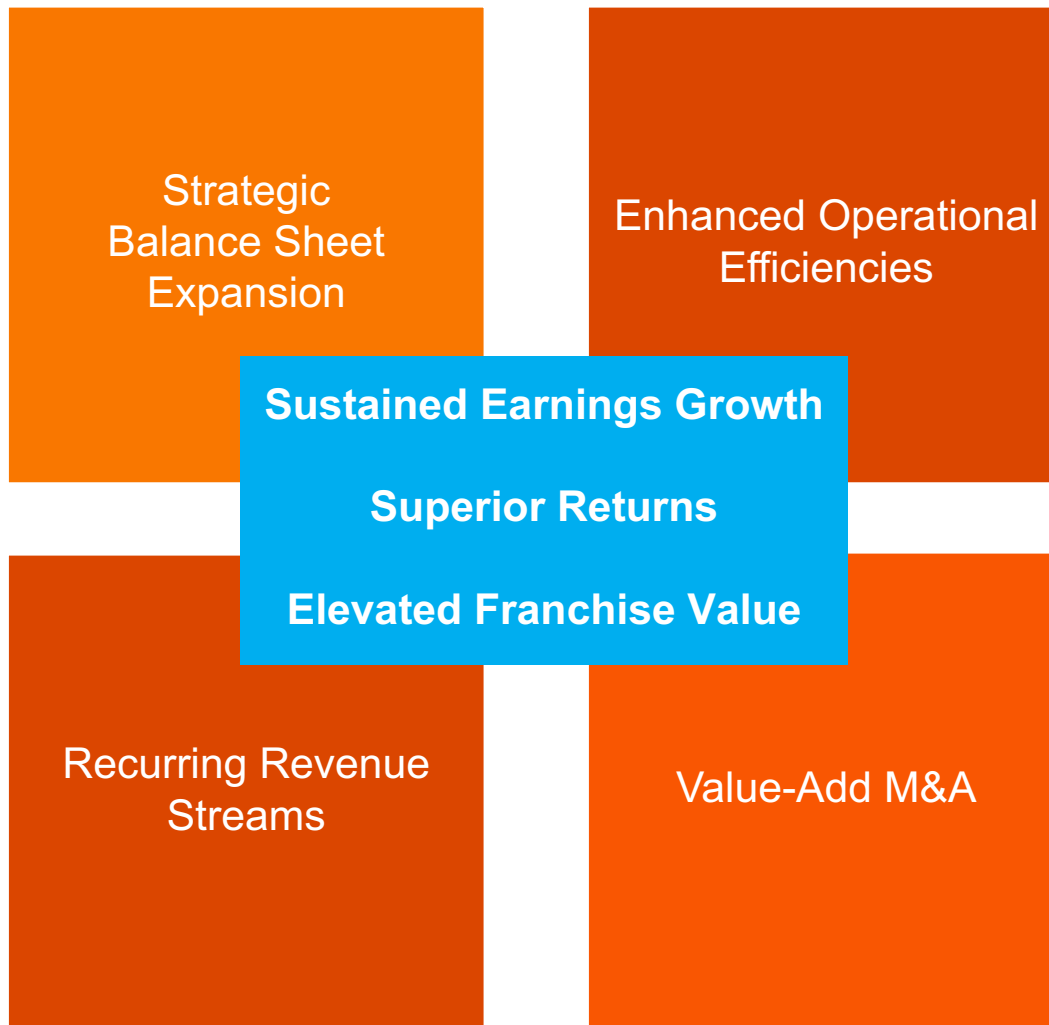 Strategic
Balance Sheet
Expansion
Enhanced Operational
Efficiencies
Sustained Earnings Growth
Superior Returns
Elevated Franchise Value
Recurring Revenue
Streams
Value-Add M&A